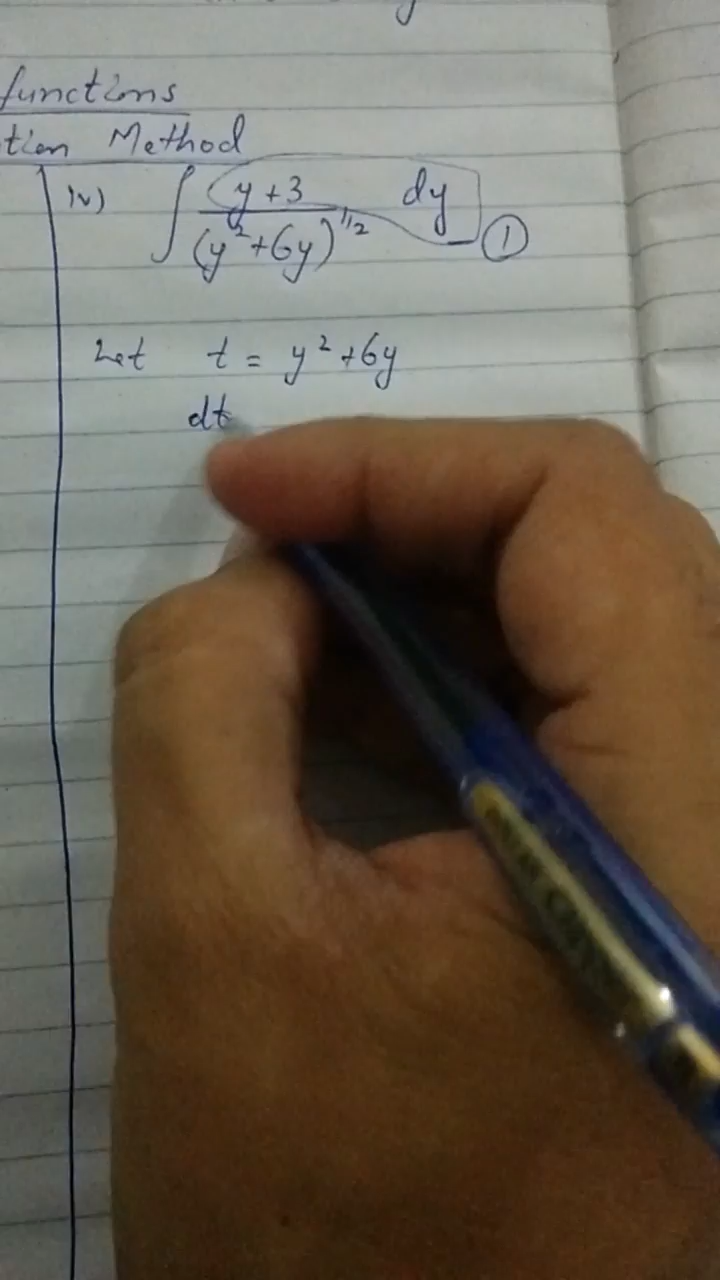 functions
tion Method
iv) ∫ (y+3)/(y²+6y)^1/2 dy ①
Let t = y² + 6y
dt